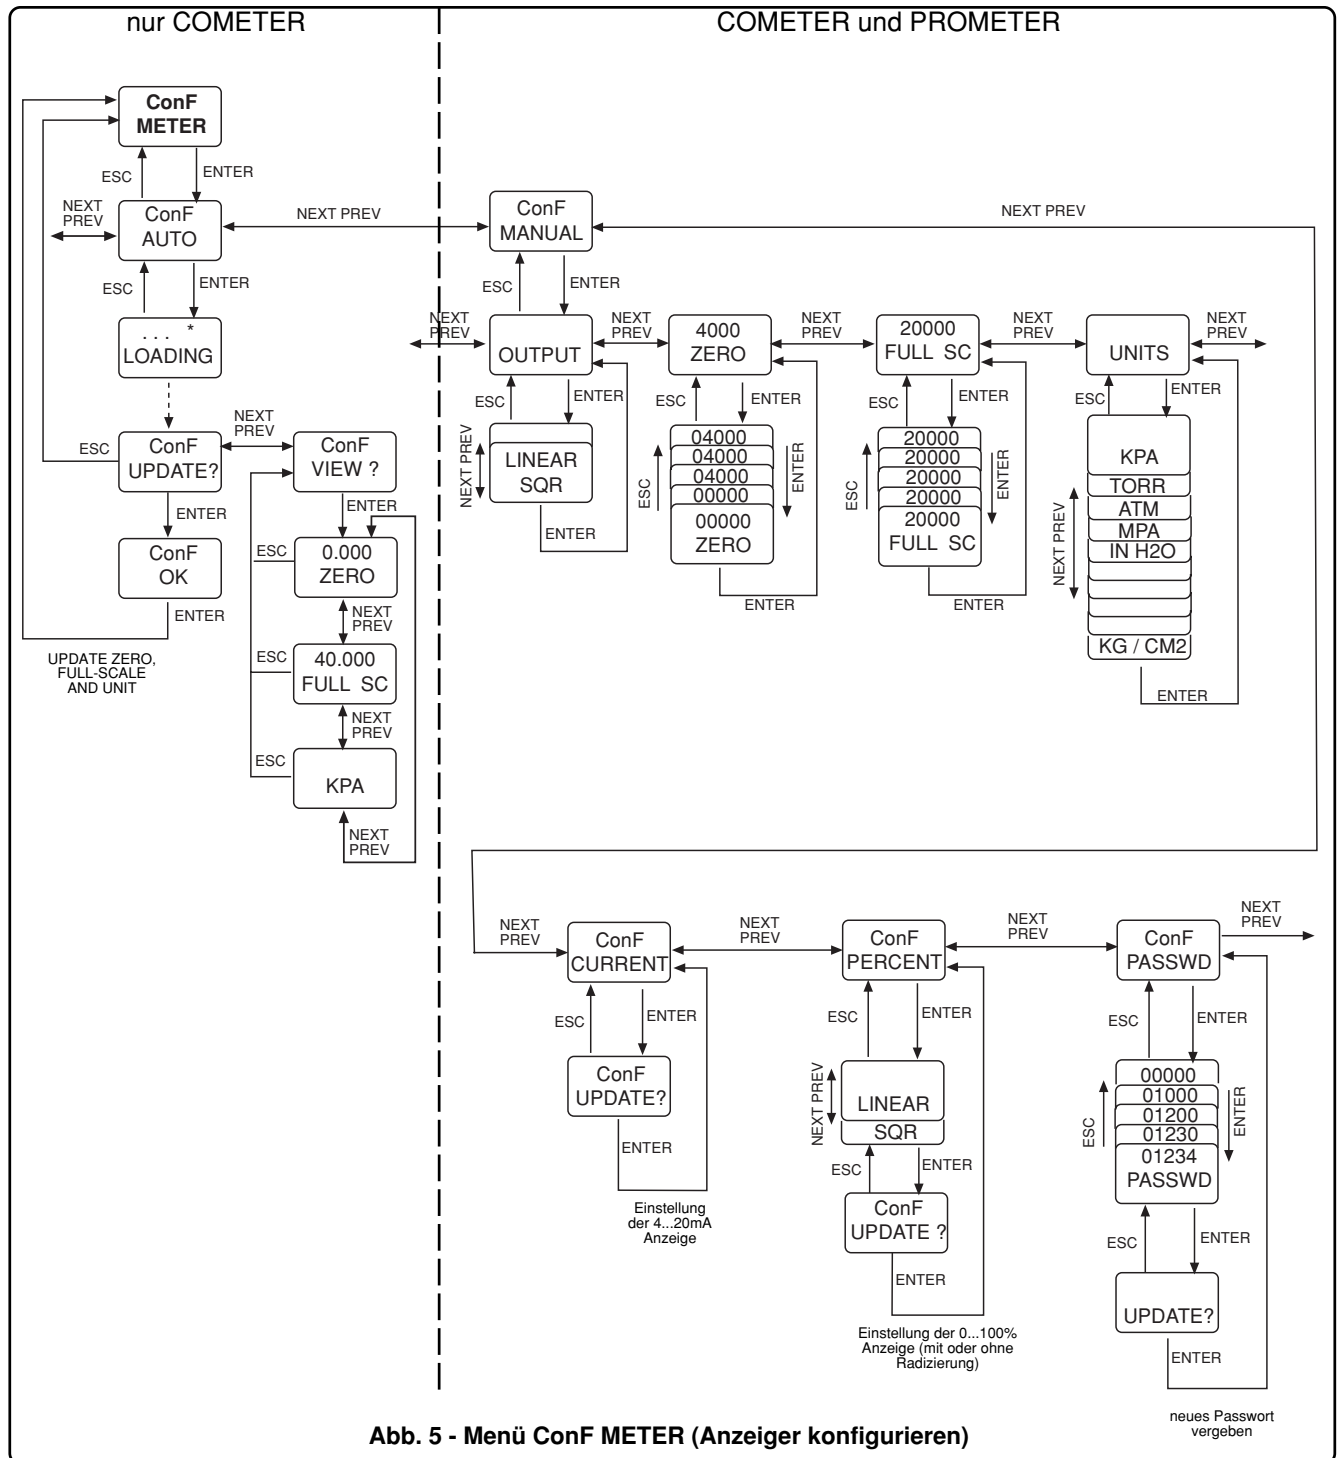 nur COMETER
COMETER und PROMETER
ConF
METER
ESC
ENTER
NEXT
PREV
ConF
AUTO
NEXT PREV
ConF
MANUAL
NEXT PREV
ESC
ENTER
... *
LOADING
ESC
ConF
UPDATE?
NEXT
PREV
ConF
VIEW ?
ENTER
ENTER
ConF
OK
ENTER
UPDATE ZERO,
FULL-SCALE
AND UNIT
ESC
0.000
ZERO
NEXT
PREV
ESC
40.000
FULL SC
NEXT
PREV
ESC
KPA
NEXT
PREV
ESC
ENTER
NEXT
PREV
OUTPUT
NEXT
PREV
4000
ZERO
NEXT
PREV
20000
FULL SC
NEXT
PREV
UNITS
NEXT
PREV
ESC
ENTER
NEXT PREV
LINEAR
SQR
ENTER
ESC
ENTER
04000
04000
04000
00000
00000
ZERO
ESC
ENTER
ENTER
ESC
ENTER
20000
20000
20000
20000
20000
FULL SC
ESC
ENTER
ENTER
ESC
ENTER
KPA
TORR
ATM
MPA
IN H2O
KG / CM2
NEXT PREV
ENTER
NEXT
PREV
ConF
CURRENT
NEXT
PREV
ConF
PERCENT
NEXT
PREV
ConF
PASSWD
NEXT
PREV
ESC
ENTER
ConF
UPDATE?
ENTER
Einstellung
der 4...20mA
Anzeige
ESC
ENTER
NEXT PREV
LINEAR
SQR
ESC
ENTER
ConF
UPDATE ?
ENTER
Einstellung der 0...100%
Anzeige (mit oder ohne
Radizierung)
ESC
ENTER
00000
01000
01200
01230
01234
PASSWD
ESC
ENTER
ESC
ENTER
UPDATE?
ENTER
neues Passwort
vergeben
Abb. 5 - Menü ConF METER (Anzeiger konfigurieren)